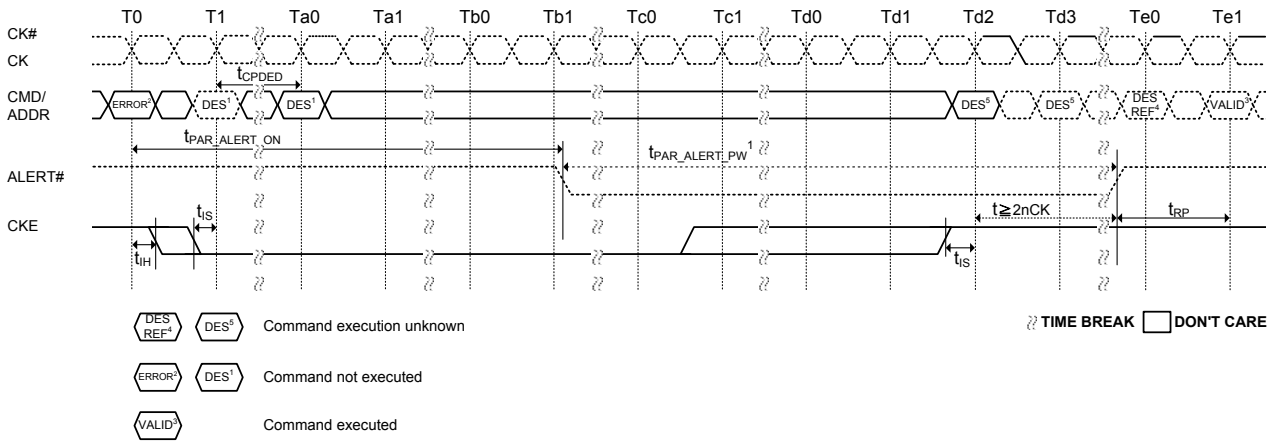 T0 T1 Ta0 Ta1 Tb0 Tb1 Tc0 Tc1 Td0 Td1 Td2 Td3 Te0 Te1
CK#
CK
tCPDED
CMD/
ADDR
ERROR² DES¹ DES¹ DES⁵ DES⁵ DES REF⁴ VALID³
tPAR_ALERT_ON
tPAR_ALERT_PW¹
ALERT#
CKE
tIS
tIH
t≧2nCK
tRP
tIS
DES REF⁴ DES⁵ Command execution unknown
TIME BREAK DON'T CARE
ERROR² DES¹ Command not executed
VALID³ Command executed